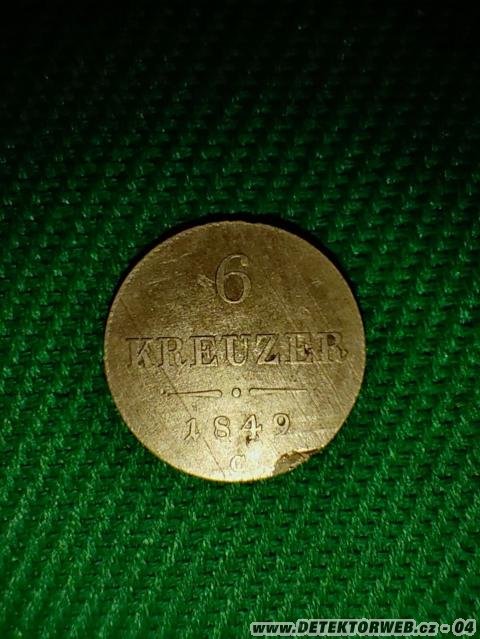 6
KREUZER
1849
C
www.DETEKTORWEB.cz - 04